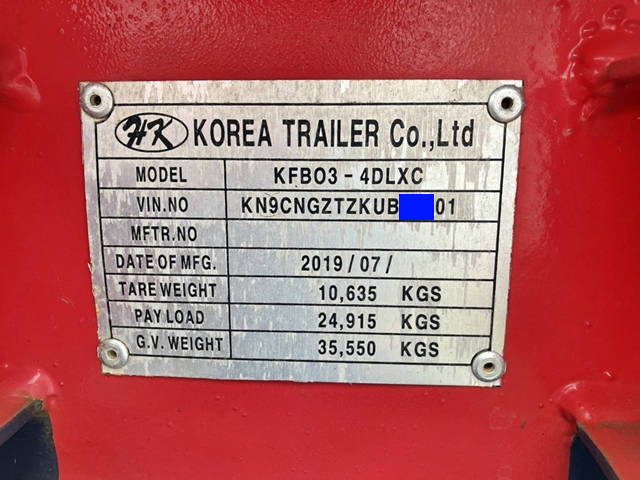 HK KOREA TRAILER Co.,Ltd
MODEL KFB03-4DLXC
VIN.NO KN9CNGZTZKUB 01
MFTR.NO
DATE OF MFG. 2019/07/
TARE WEIGHT 10,635 KGS
PAY LOAD 24,915 KGS
G.V. WEIGHT 35,550 KGS